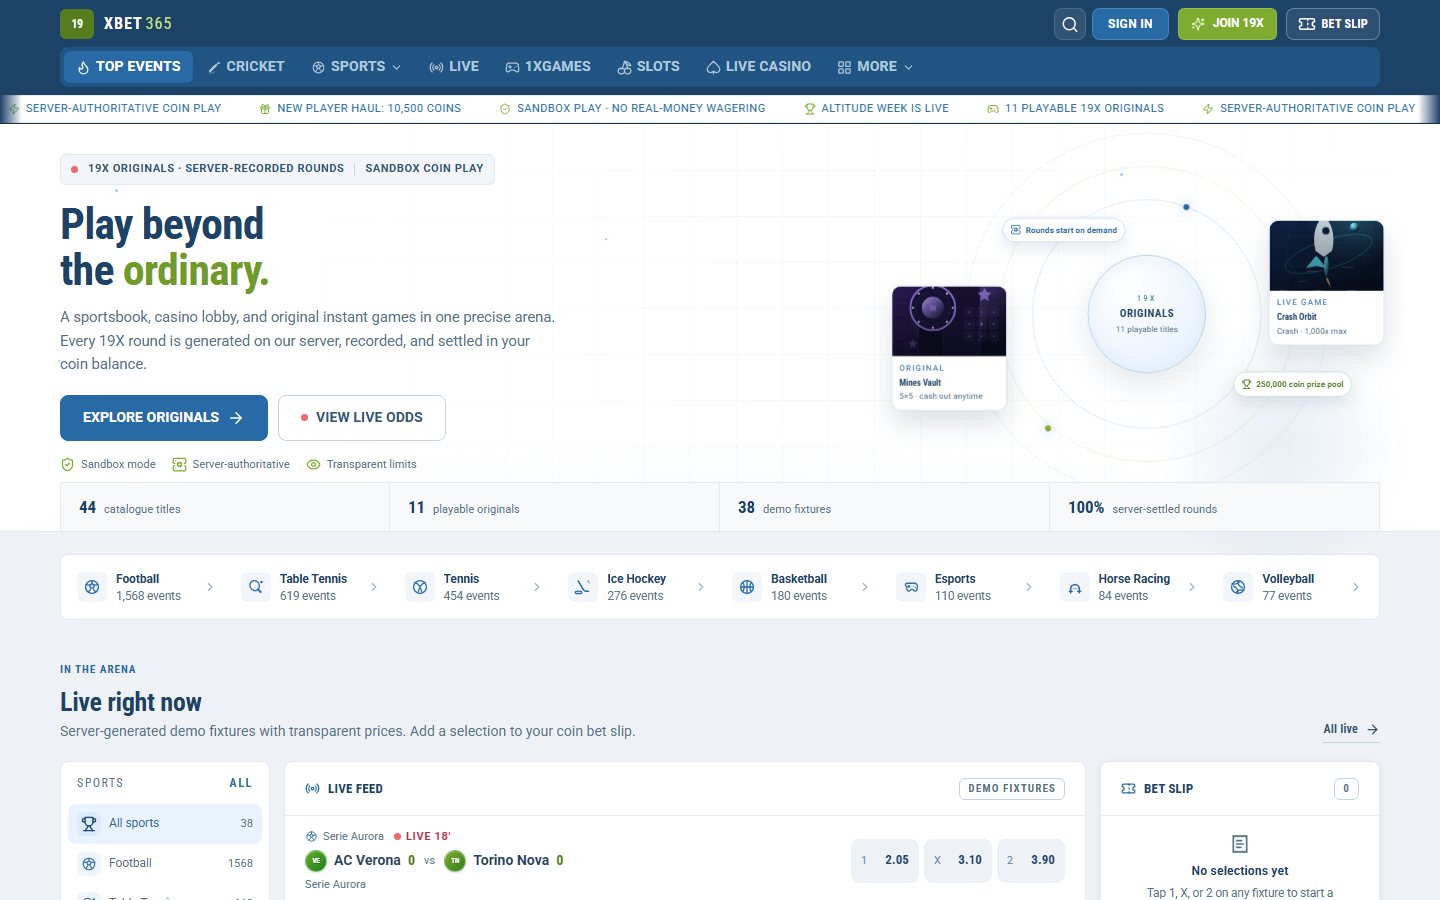 19 XBET 365
SIGN IN
JOIN 19X
BET SLIP
TOP EVENTS
CRICKET
SPORTS
LIVE
1XGAMES
SLOTS
LIVE CASINO
MORE
SERVER-AUTHORITATIVE COIN PLAY
NEW PLAYER HAUL: 10,500 COINS
SANDBOX PLAY · NO REAL-MONEY WAGERING
ALTITUDE WEEK IS LIVE
11 PLAYABLE 19X ORIGINALS
SERVER-AUTHORITATIVE COIN PLAY
19X ORIGINALS · SERVER-RECORDED ROUNDS
SANDBOX COIN PLAY
Play beyond
the ordinary.
A sportsbook, casino lobby, and original instant games in one precise arena.
Every 19X round is generated on our server, recorded, and settled in your
coin balance.
EXPLORE ORIGINALS
VIEW LIVE ODDS
Sandbox mode
Server-authoritative
Transparent limits
Rounds start on demand
ORIGINAL
Mines Vault
5×5 · cash out anytime
19X
ORIGINALS
11 playable titles
LIVE GAME
Crash Orbit
Crash · 1,000x max
250,000 coin prize pool
44 catalogue titles
11 playable originals
38 demo fixtures
100% server-settled rounds
Football
1,568 events
Table Tennis
619 events
Tennis
454 events
Ice Hockey
276 events
Basketball
180 events
Esports
110 events
Horse Racing
84 events
Volleyball
77 events
IN THE ARENA
Live right now
Server-generated demo fixtures with transparent prices. Add a selection to your coin bet slip.
All live
SPORTS ALL
All sports 38
Football 1568
LIVE FEED
DEMO FIXTURES
Serie Aurora LIVE 18'
VE AC Verona 0 vs TN Torino Nova 0
Serie Aurora
1 2.05
X 3.10
2 3.90
BET SLIP 0
No selections yet
Tap 1, X, or 2 on any fixture to start a